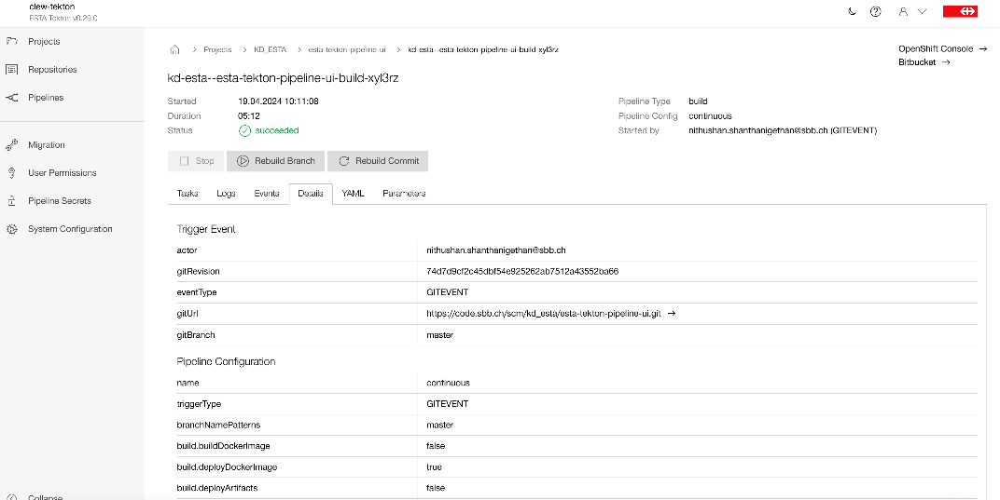 clew-tekton
ESTA Tekton v0.29.0
Projects
Repositories
Pipelines
Migration
User Permissions
Pipeline Secrets
System Configuration
Collapse
Projects > KD_ESTA > esta-tekton-pipeline-ui > kd-esta--esta-tekton-pipeline-ui-build-xyl3rz
OpenShift Console →
Bitbucket →
kd-esta--esta-tekton-pipeline-ui-build-xyl3rz
Started 19.04.2024 10:11:08
Duration 05:12
Status succeeded
Pipeline Type build
Pipeline Config continuous
Started by nithushan.shanthanigethan@sbb.ch (GITEVENT)
Stop Rebuild Branch Rebuild Commit
Tasks Logs Events Details YAML Parameters
Trigger Event
actor nithushan.shanthanigethan@sbb.ch
gitRevision 74d7d9cf2c45dbf54e925262ab7512a43552ba66
eventType GITEVENT
gitUrl https://code.sbb.ch/scm/kd_esta/esta-tekton-pipeline-ui.git →
gitBranch master
Pipeline Configuration
name continuous
triggerType GITEVENT
branchNamePatterns master
build.buildDockerImage false
build.deployDockerImage true
build.deployArtifacts false